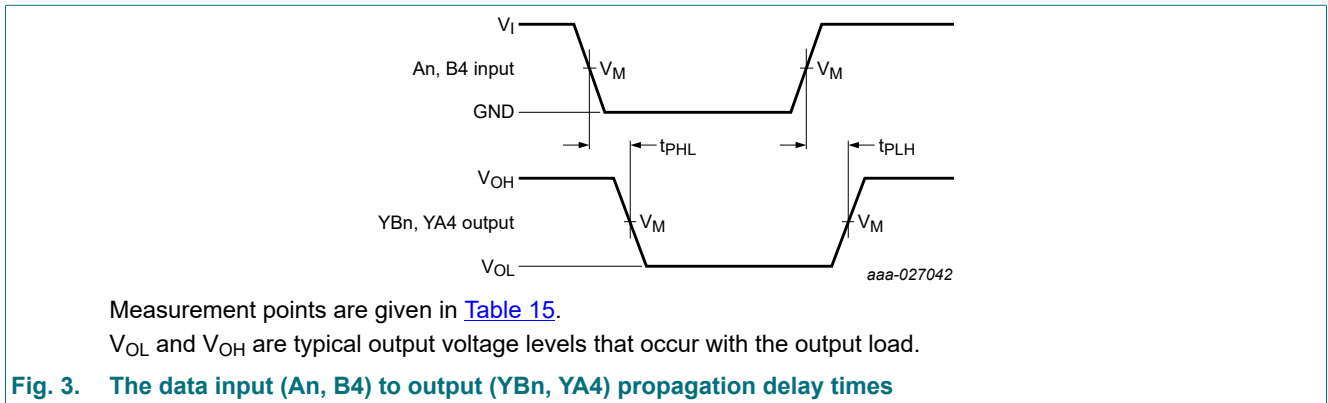 VI
VM
VM
An, B4 input
GND
tPHL
tPLH
VOH
VM
VM
YBn, YA4 output
VOL
aaa-027042
Measurement points are given in Table 15.
VOL and VOH are typical output voltage levels that occur with the output load.
Fig. 3. The data input (An, B4) to output (YBn, YA4) propagation delay times